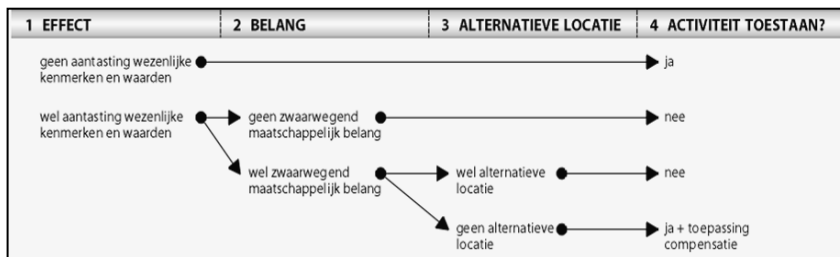 1 EFFECT 2 BELANG 3 ALTERNATIEVE LOCATIE 4 ACTIVITEIT TOESTAAN?
geen aantasting wezenlijke
kenmerken en waarden
ja
wel aantasting wezenlijke
kenmerken en waarden
geen zwaarwegend
maatschappelijk belang
nee
wel zwaarwegend
maatschappelijk belang
wel alternatieve
locatie
nee
geen alternatieve
locatie
ja + toepassing
compensatie